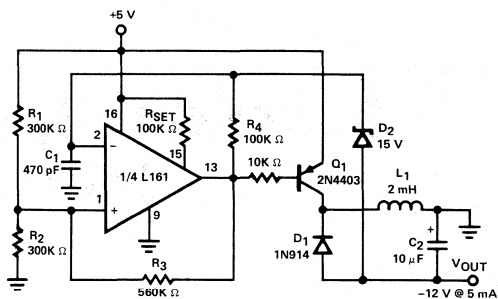 +5 V
R1
300K Ω
16
RSET
100K Ω
R4
100K Ω
D2
15 V
2
−
C1
470 pF
15
13
10K Ω
Q1
2N4403
1/4 L161
L1
2 mH
1
+
9
R2
300K Ω
D1
1N914
+
C2
10 µF
VOUT
R3
560K Ω
−12 V @ 5 mA